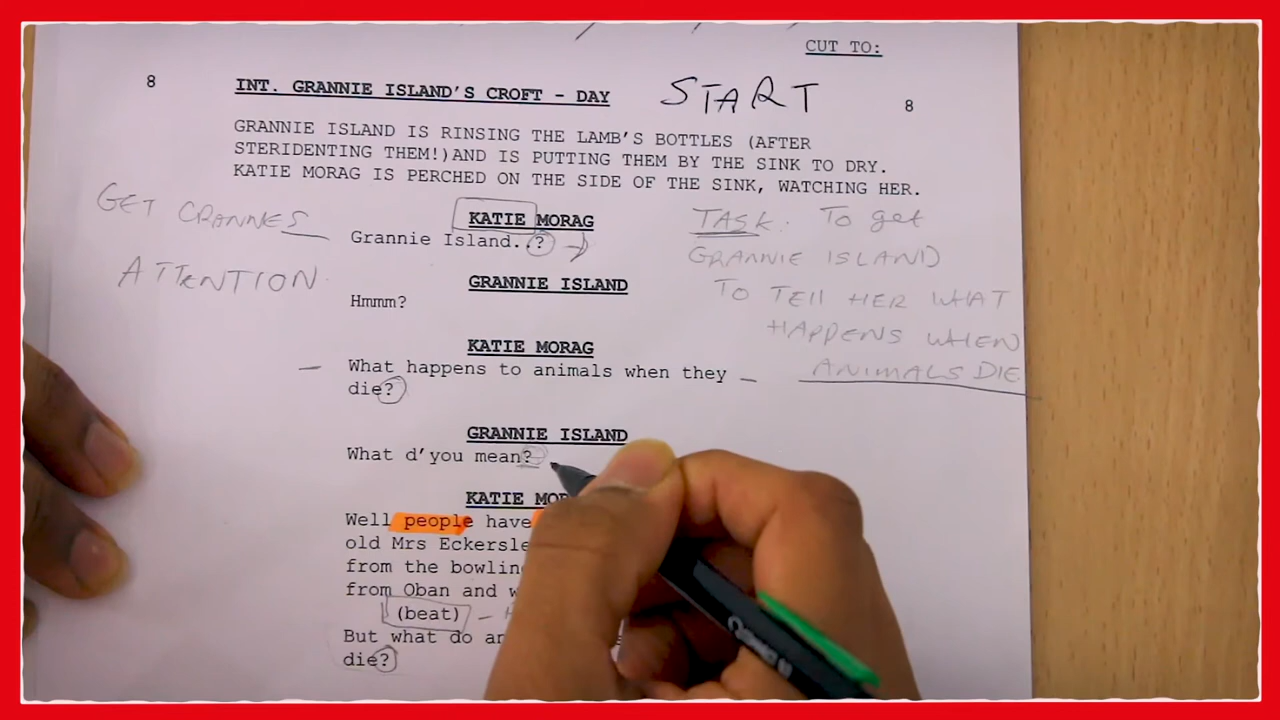 CUT TO:
8 INT. GRANNIE ISLAND'S CROFT - DAY START 8
GRANNIE ISLAND IS RINSING THE LAMB'S BOTTLES (AFTER
STERIDENTING THEM!)AND IS PUTTING THEM BY THE SINK TO DRY.
KATIE MORAG IS PERCHED ON THE SIDE OF THE SINK, WATCHING HER.
GET
ATTENTION
KATIE MORAG
Grannie Island..?
TASK: To get
GRANNIE ISLAND
TO TELL HER WHAT
HAPPENS WHEN
ANIMALS DIE
GRANNIE ISLAND
Hmmm?
KATIE MORAG
What happens to animals when they
die?
GRANNIE ISLAND
What d'you mean?
KATIE
Well people have
old Mrs
from the
from Oban and
(beat)
But what do
die?